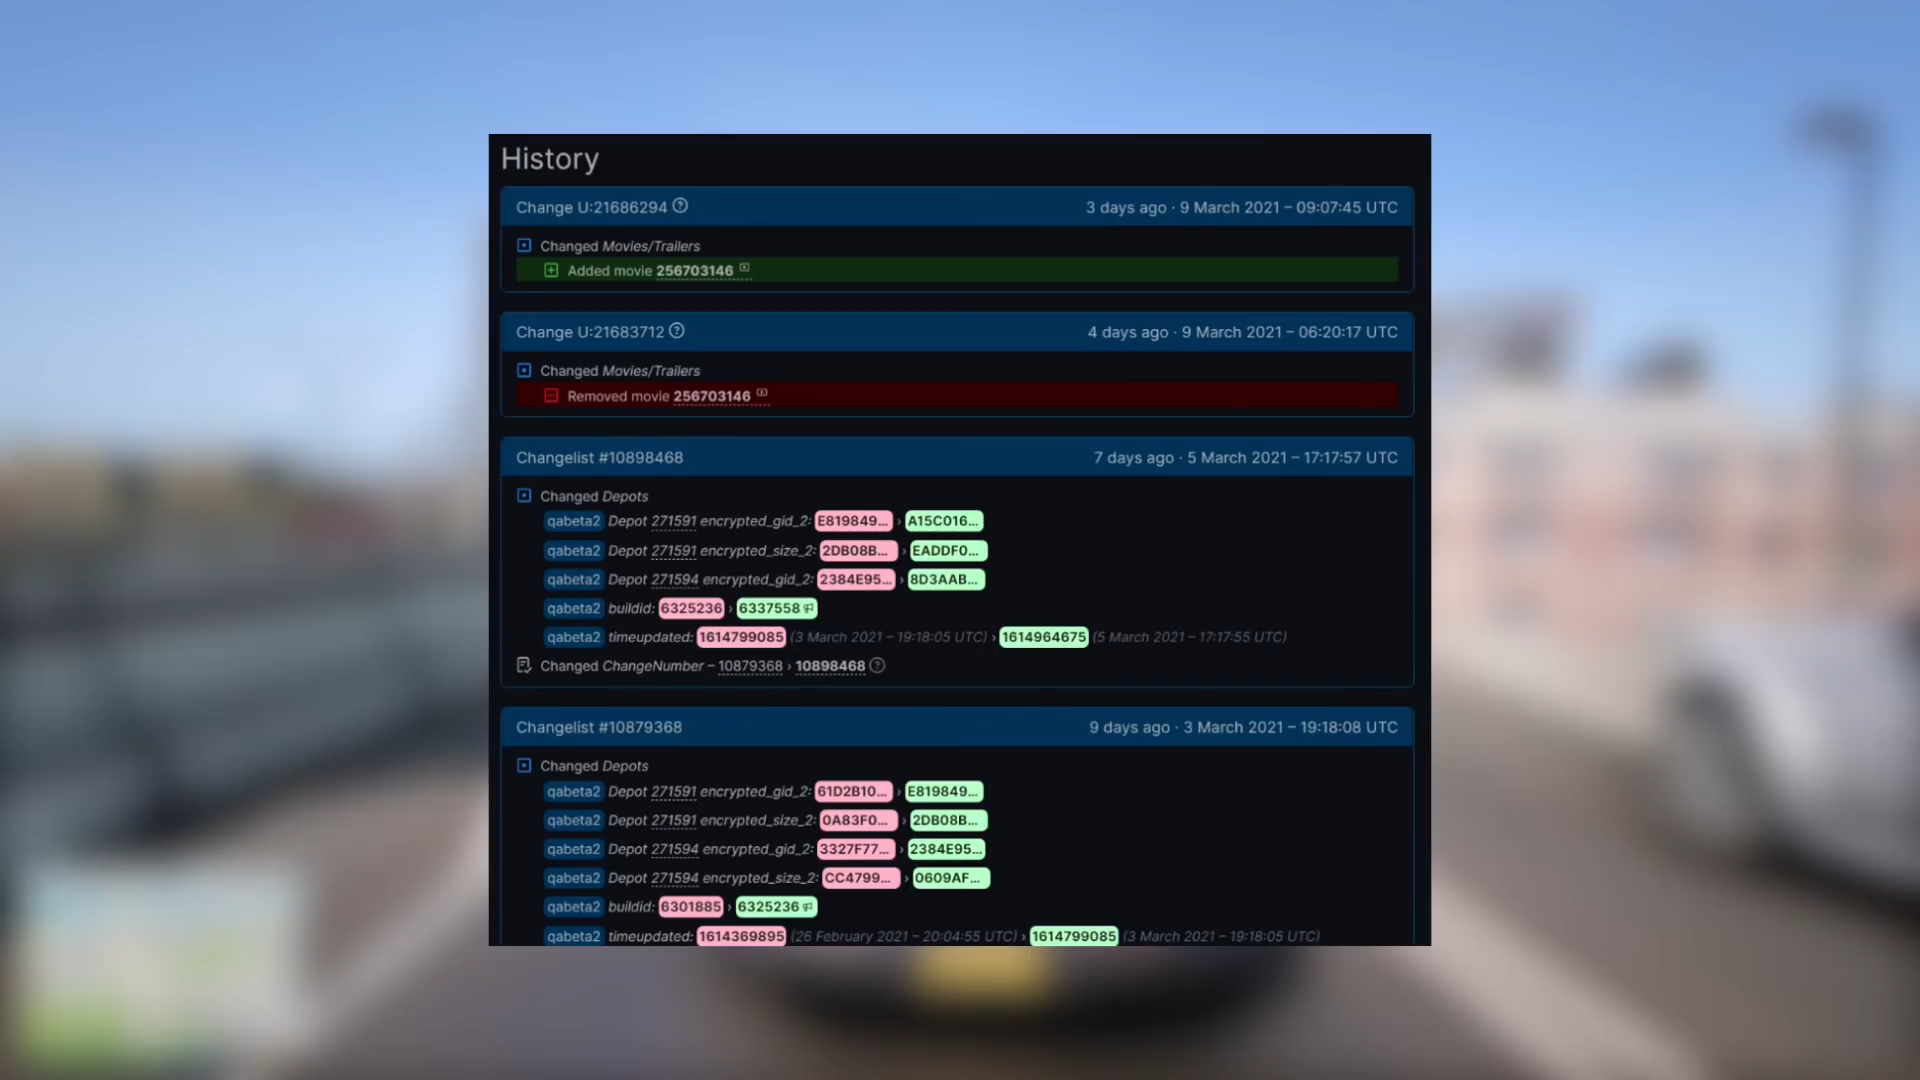 History
Change U:21686294 3 days ago · 9 March 2021 – 09:07:45 UTC
Changed Movies/Trailers
Added movie 256703146
Change U:21683712 4 days ago · 9 March 2021 – 06:20:17 UTC
Changed Movies/Trailers
Removed movie 256703146
Changelist #10898468 7 days ago · 5 March 2021 – 17:17:57 UTC
Changed Depots
qabeta2 Depot 271591 encrypted_gid_2: E819849... › A15C016...
qabeta2 Depot 271591 encrypted_size_2: 2DB08B... › EADDF0...
qabeta2 Depot 271594 encrypted_gid_2: 2384E95... › 8D3AAB...
qabeta2 buildid: 6325236 › 6337558
qabeta2 timeupdated: 1614799085 (3 March 2021 – 19:18:05 UTC) › 1614964675 (5 March 2021 – 17:17:55 UTC)
Changed ChangeNumber – 10879368 › 10898468
Changelist #10879368 9 days ago · 3 March 2021 – 19:18:08 UTC
Changed Depots
qabeta2 Depot 271591 encrypted_gid_2: 61D2B10... › E819849...
qabeta2 Depot 271591 encrypted_size_2: 0A83F0... › 2DB08B...
qabeta2 Depot 271594 encrypted_gid_2: 3327F77... › 2384E95...
qabeta2 Depot 271594 encrypted_size_2: CC4799... › 0609AF...
qabeta2 buildid: 6301885 › 6325236
qabeta2 timeupdated: 1614369895 (26 February 2021 – 20:04:55 UTC) › 1614799085 (3 March 2021 – 19:18:05 UTC)